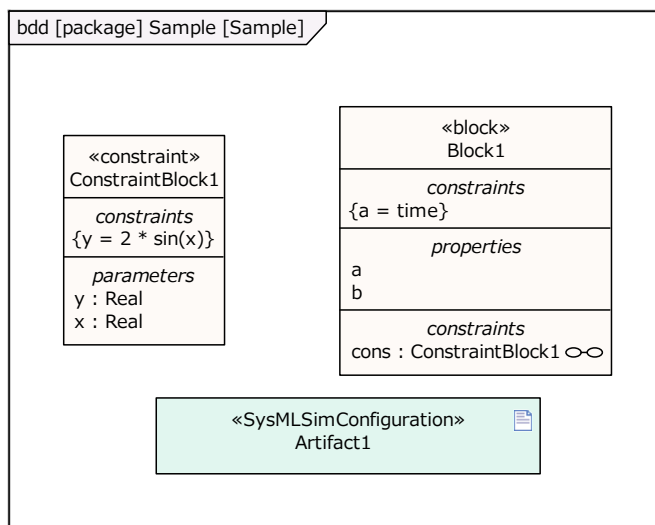 bdd [package] Sample [Sample]
«constraint»
ConstraintBlock1
constraints
{y = 2 * sin(x)}
parameters
y : Real
x : Real
«block»
Block1
constraints
{a = time}
properties
a
b
constraints
cons : ConstraintBlock1
«SysMLSimConfiguration»
Artifact1